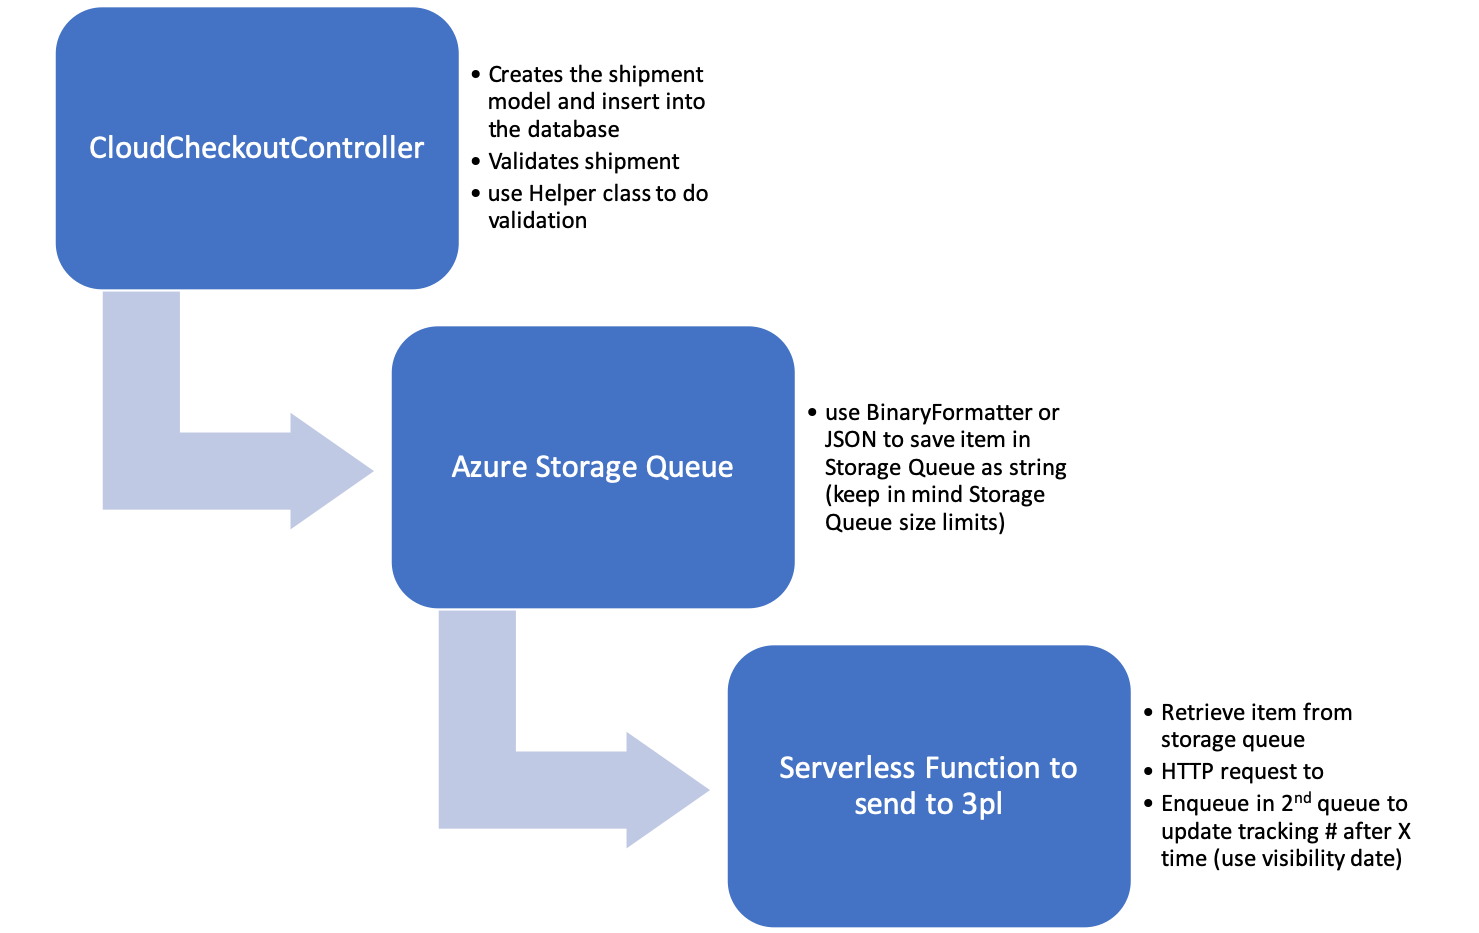 CloudCheckoutController
• Creates the shipment
model and insert into
the database
• Validates shipment
• use Helper class to do
validation
Azure Storage Queue
• use BinaryFormatter or
JSON to save item in
Storage Queue as string
(keep in mind Storage
Queue size limits)
Serverless Function to
send to 3pl
• Retrieve item from
storage queue
• HTTP request to
• Enqueue in 2nd queue to
update tracking # after X
time (use visibility date)